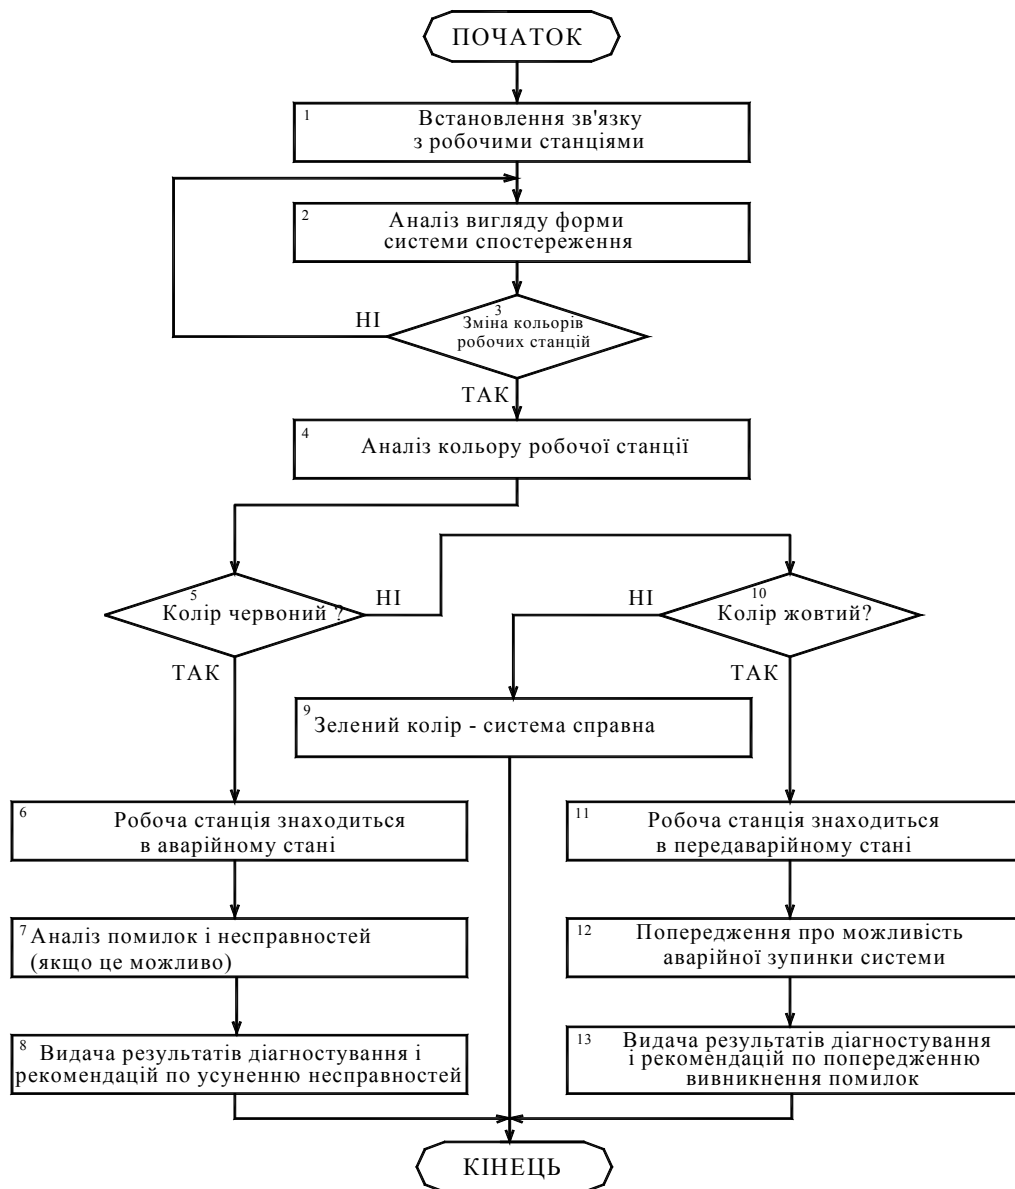 ПОЧАТОК
1
Встановлення зв'язку
з робочими станціями
2
Аналіз вигляду форми
системи спостереження
3
Зміна кольорів
робочих станцій
НІ
ТАК
4
Аналіз кольору робочої станції
5
Колір червоний ?
НІ
ТАК
10
Колір жовтий?
НІ
ТАК
9
Зелений колір - система справна
6
Робоча станція знаходиться
в аварійному стані
11
Робоча станція знаходиться
в передаварійному стані
7
Аналіз помилок і несправностей
(якщо це можливо)
12
Попередження про можливість
аварійної зупинки системи
8
Видача результатів діагностування і
рекомендацій по усуненню несправностей
13
Видача результатів діагностування
і рекомендацій по попередженню
вивникнення помилок
КІНЕЦЬ